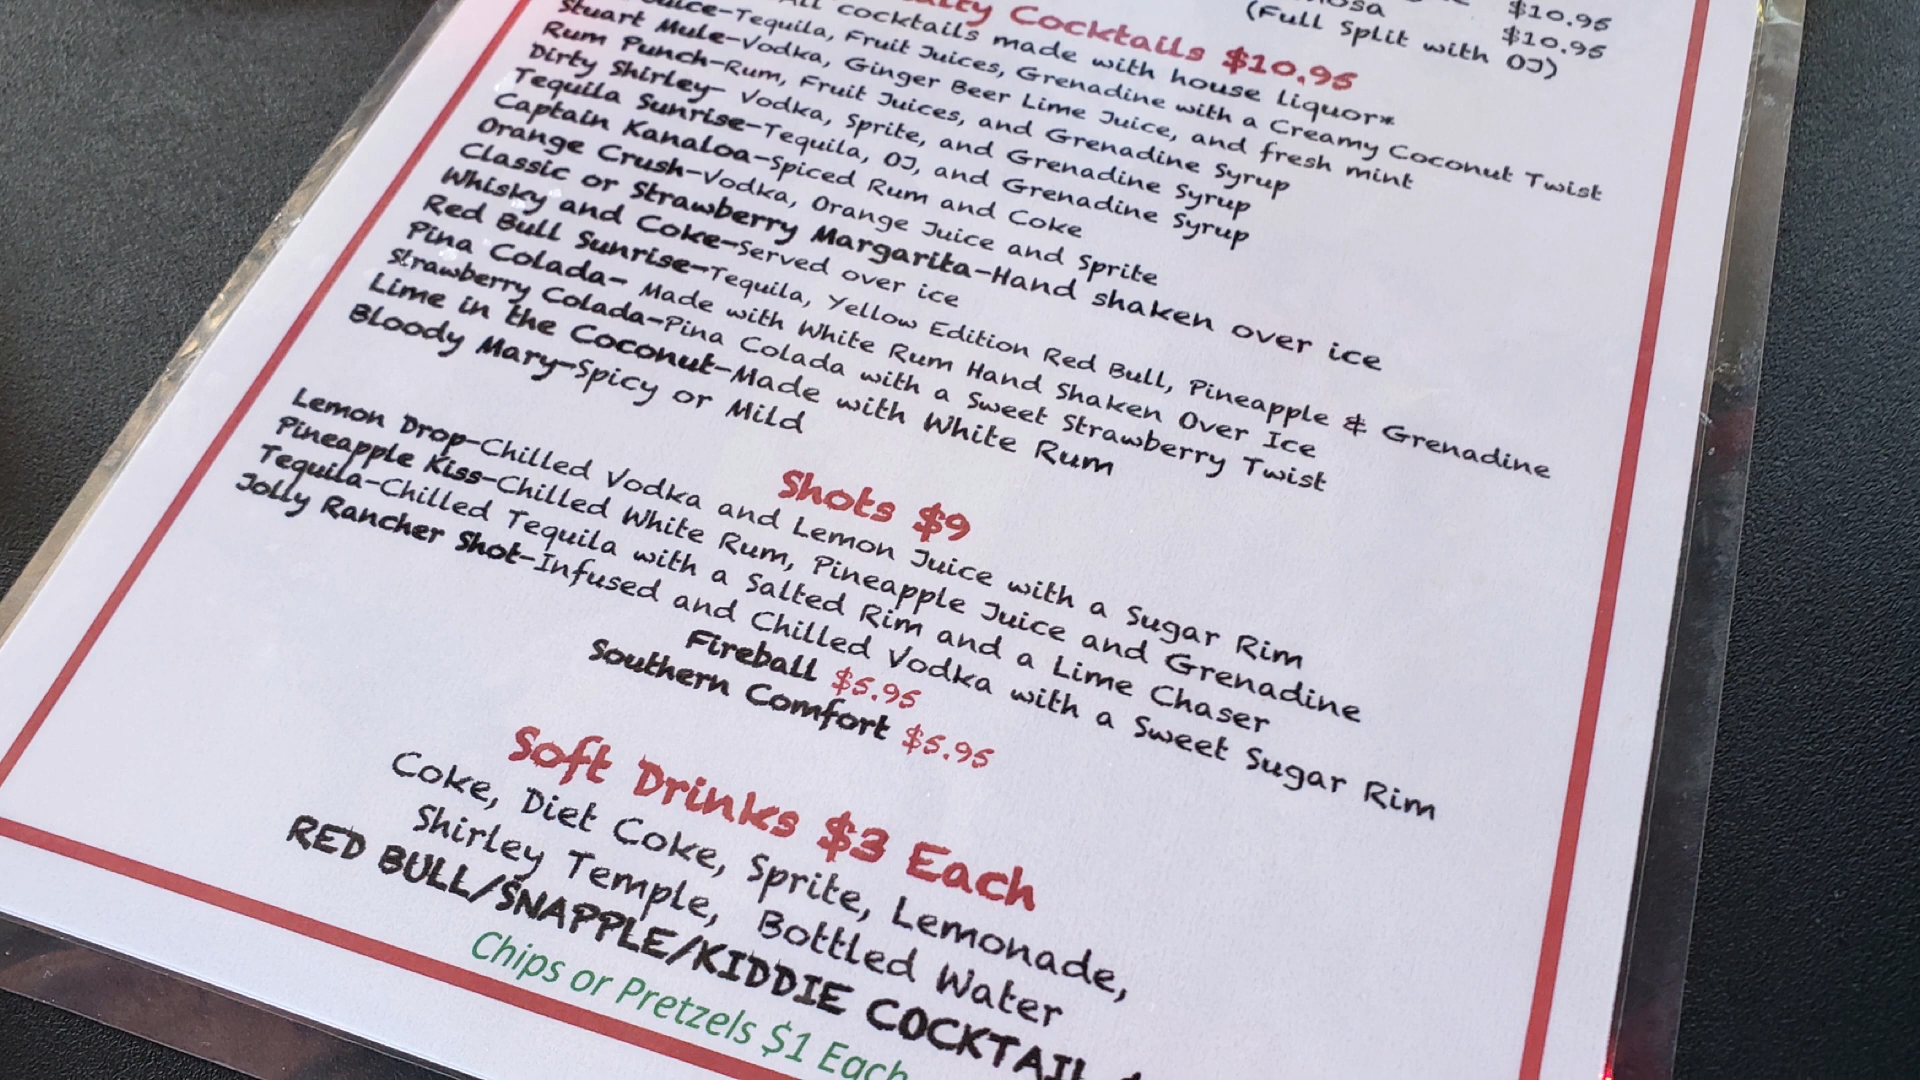 $10.95
$10.95
(Full Split with OJ)
Cocktails $10.95
All cocktails made with house liquor*
Juice-Tequila, Fruit Juices, Grenadine with a Creamy Coconut Twist
Stuart Mule-Vodka, Ginger Beer Lime Juice, and fresh mint
Rum Punch-Rum, Fruit Juices, and Grenadine Syrup
Dirty Shirley- Vodka, Sprite, and Grenadine Syrup
Tequila Sunrise-Tequila, OJ, and Grenadine Syrup
Captain Kanaloa-Spiced Rum and Coke
Orange Crush-Vodka, Orange Juice and Sprite
Classic or Strawberry Margarita-Hand shaken over ice
Whisky and Coke-Served over ice
Red Bull Sunrise-Tequila, Yellow Edition Red Bull, Pineapple & Grenadine
Pina Colada- Made with White Rum Hand Shaken Over Ice
Strawberry Colada-Pina Colada with a Sweet Strawberry Twist
Lime in the Coconut-Made with White Rum
Bloody Mary-Spicy or Mild
Shots $9
Lemon Drop-Chilled Vodka and Lemon Juice with a Sugar Rim
Pineapple Kiss-Chilled White Rum, Pineapple Juice and Grenadine
Tequila-Chilled Tequila with a Salted Rim and a Lime Chaser
Jolly Rancher Shot-Infused and Chilled Vodka with a Sweet Sugar Rim
Fireball $5.95
Southern Comfort $5.95
Soft Drinks $3 Each
Coke, Diet Coke, Sprite, Lemonade,
Shirley Temple, Bottled Water
RED BULL/SNAPPLE/KIDDIE COCKTAIL
Chips or Pretzels $1 Each